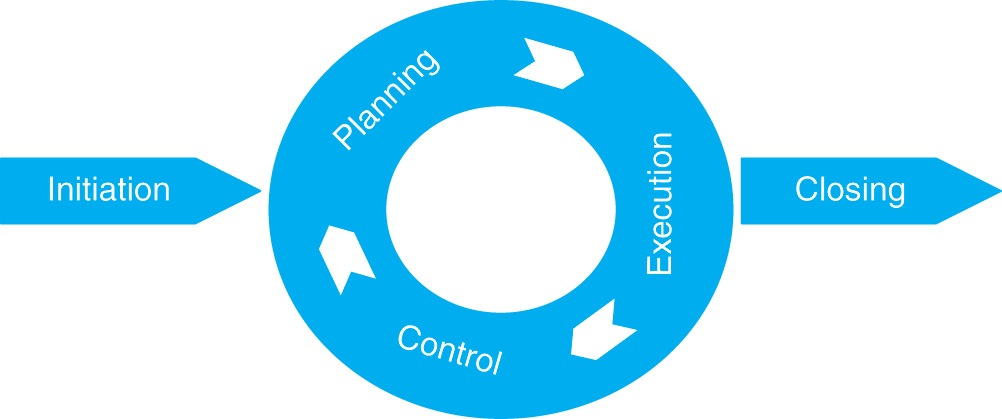 Initiation
Planning
Execution
Control
Closing